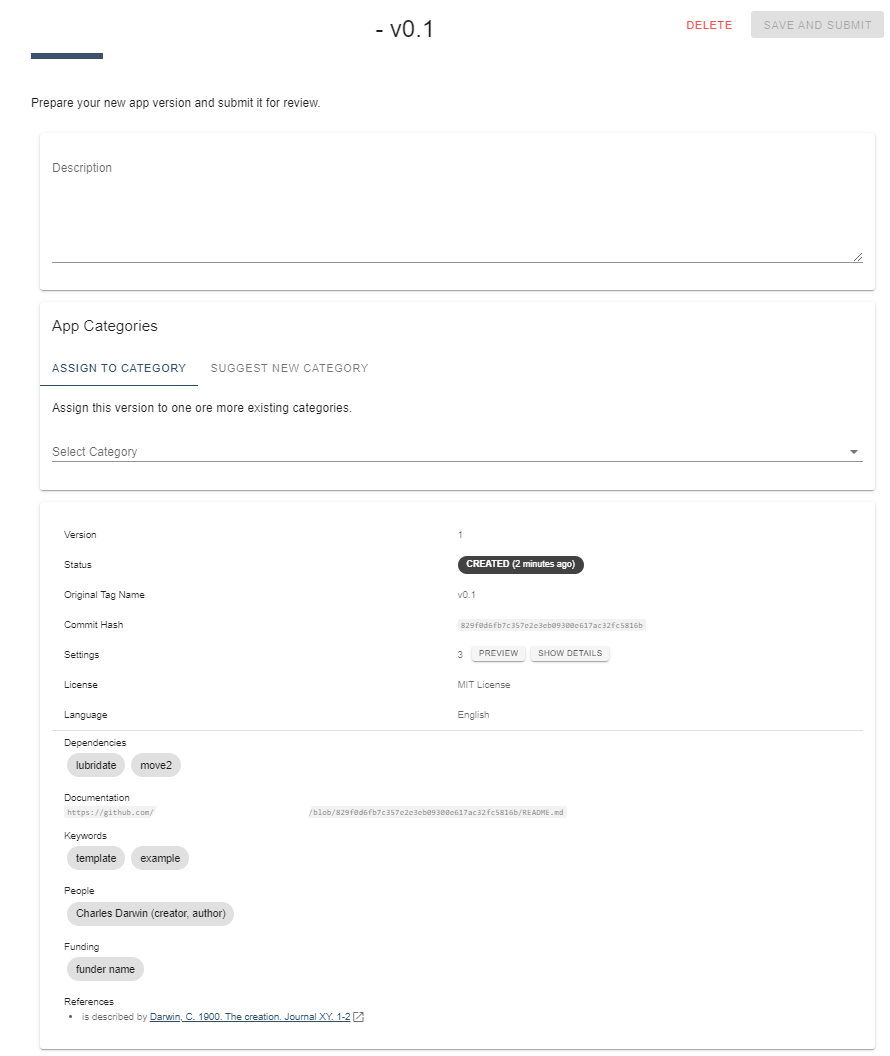 - v0.1
DELETE
SAVE AND SUBMIT
Prepare your new app version and submit it for review.
Description
App Categories
ASSIGN TO CATEGORY
SUGGEST NEW CATEGORY
Assign this version to one ore more existing categories.
Select Category
Version 1
Status CREATED (2 minutes ago)
Original Tag Name v0.1
Commit Hash 829f0d6fb7c357e2e3eb09300e617ac32fc5816b
Settings 3 PREVIEW SHOW DETAILS
License MIT License
Language English
Dependencies
lubridate move2
Documentation
https://github.com/ /blob/829f0d6fb7c357e2e3eb09300e617ac32fc5816b/README.md
Keywords
template example
People
Charles Darwin (creator, author)
Funding
funder name
References
• is described by Darwin, C. 1900. The creation. Journal XY. 1-2